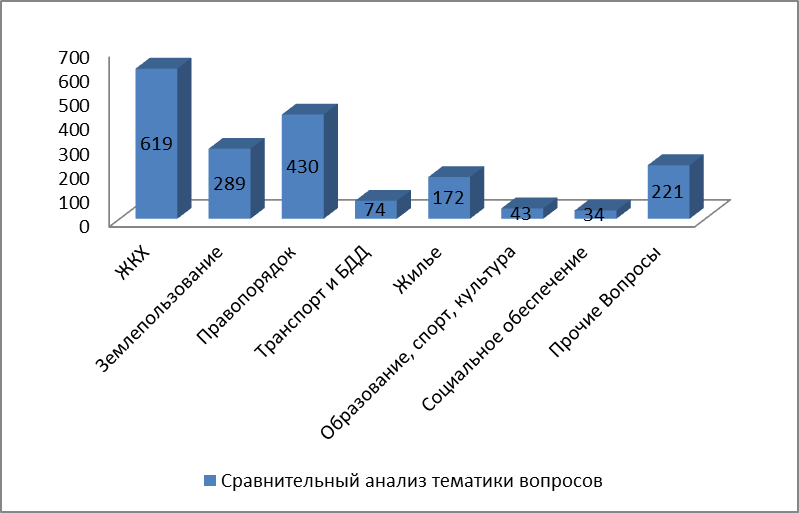 700
600
500
400
300
200
100
0
619
289
430
74
172
43
34
221
ЖКХ
Землепользование
Правопорядок
Транспорт и БДД
Жилье
Образование, спорт, культура
Социальное обеспечение
Прочие Вопросы
Сравнительный анализ тематики вопросов